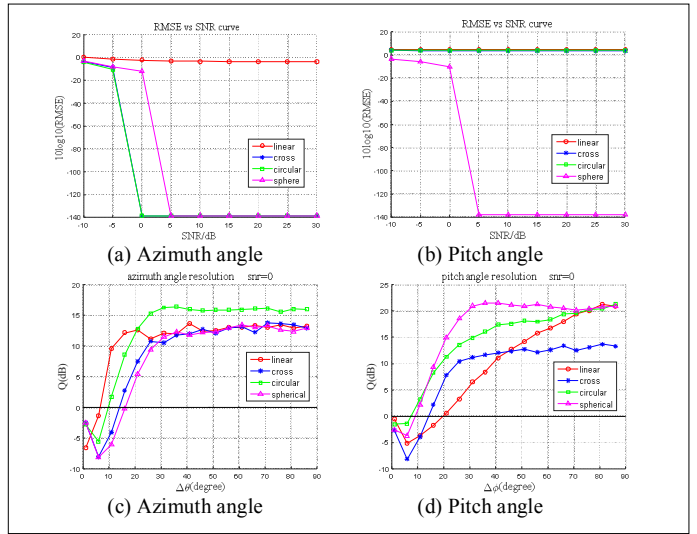 RMSE vs SNR curve
20
0
-20
-40
-60
-80
-100
-120
-140
10log10(RMSE)
-10 -5 0 5 10 15 20 25 30
SNR/dB
linear
cross
circular
sphere
(a) Azimuth angle
RMSE vs SNR curve
20
0
-20
-40
-60
-80
-100
-120
-140
10log10(RMSE)
-10 -5 0 5 10 15 20 25 30
SNR/dB
linear
cross
circular
sphere
(b) Pitch angle
azimuth angle resolution snr=0
20
15
10
5
0
-5
-10
Q(dB)
0 10 20 30 40 50 60 70 80 90
Δθ(degree)
linear
cross
circular
spherical
(c) Azimuth angle
pitch angle resolution snr=0
25
20
15
10
5
0
-5
-10
Q(dB)
0 10 20 30 40 50 60 70 80 90
Δϕ(degree)
linear
cross
circular
spherical
(d) Pitch angle